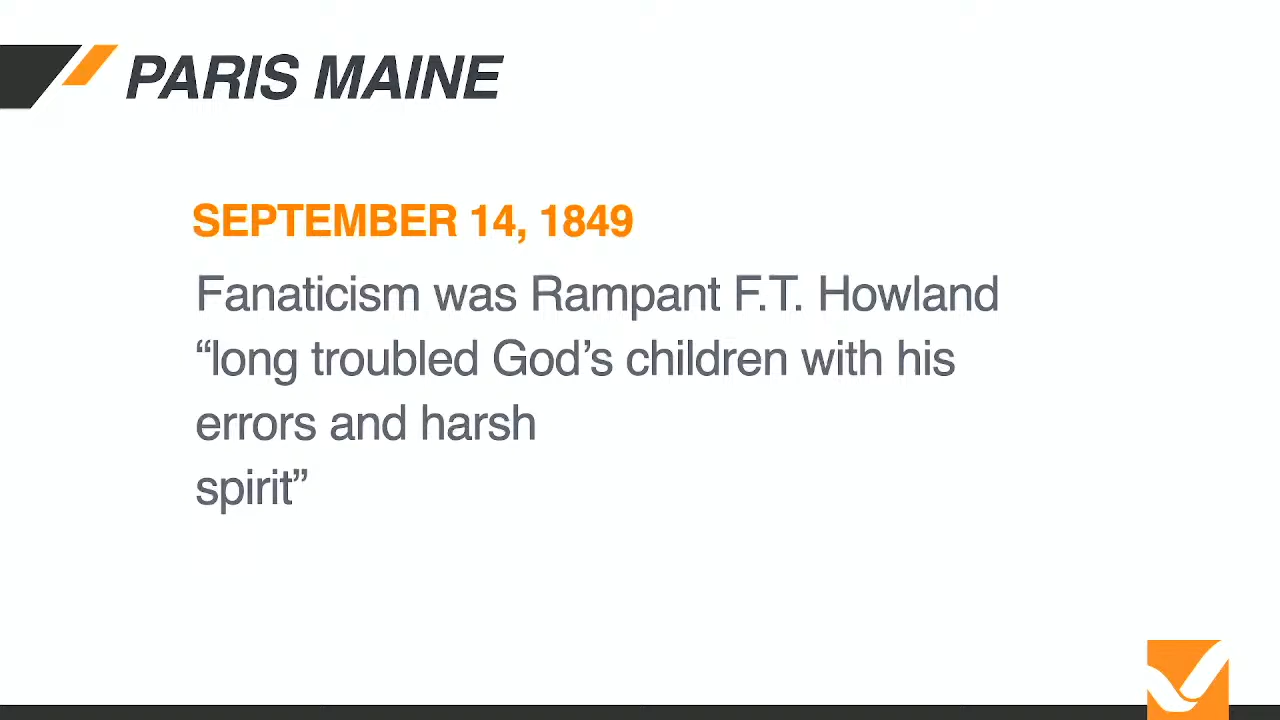 PARIS MAINE
SEPTEMBER 14, 1849
Fanaticism was Rampant F.T. Howland
“long troubled God’s children with his
errors and harsh
spirit”